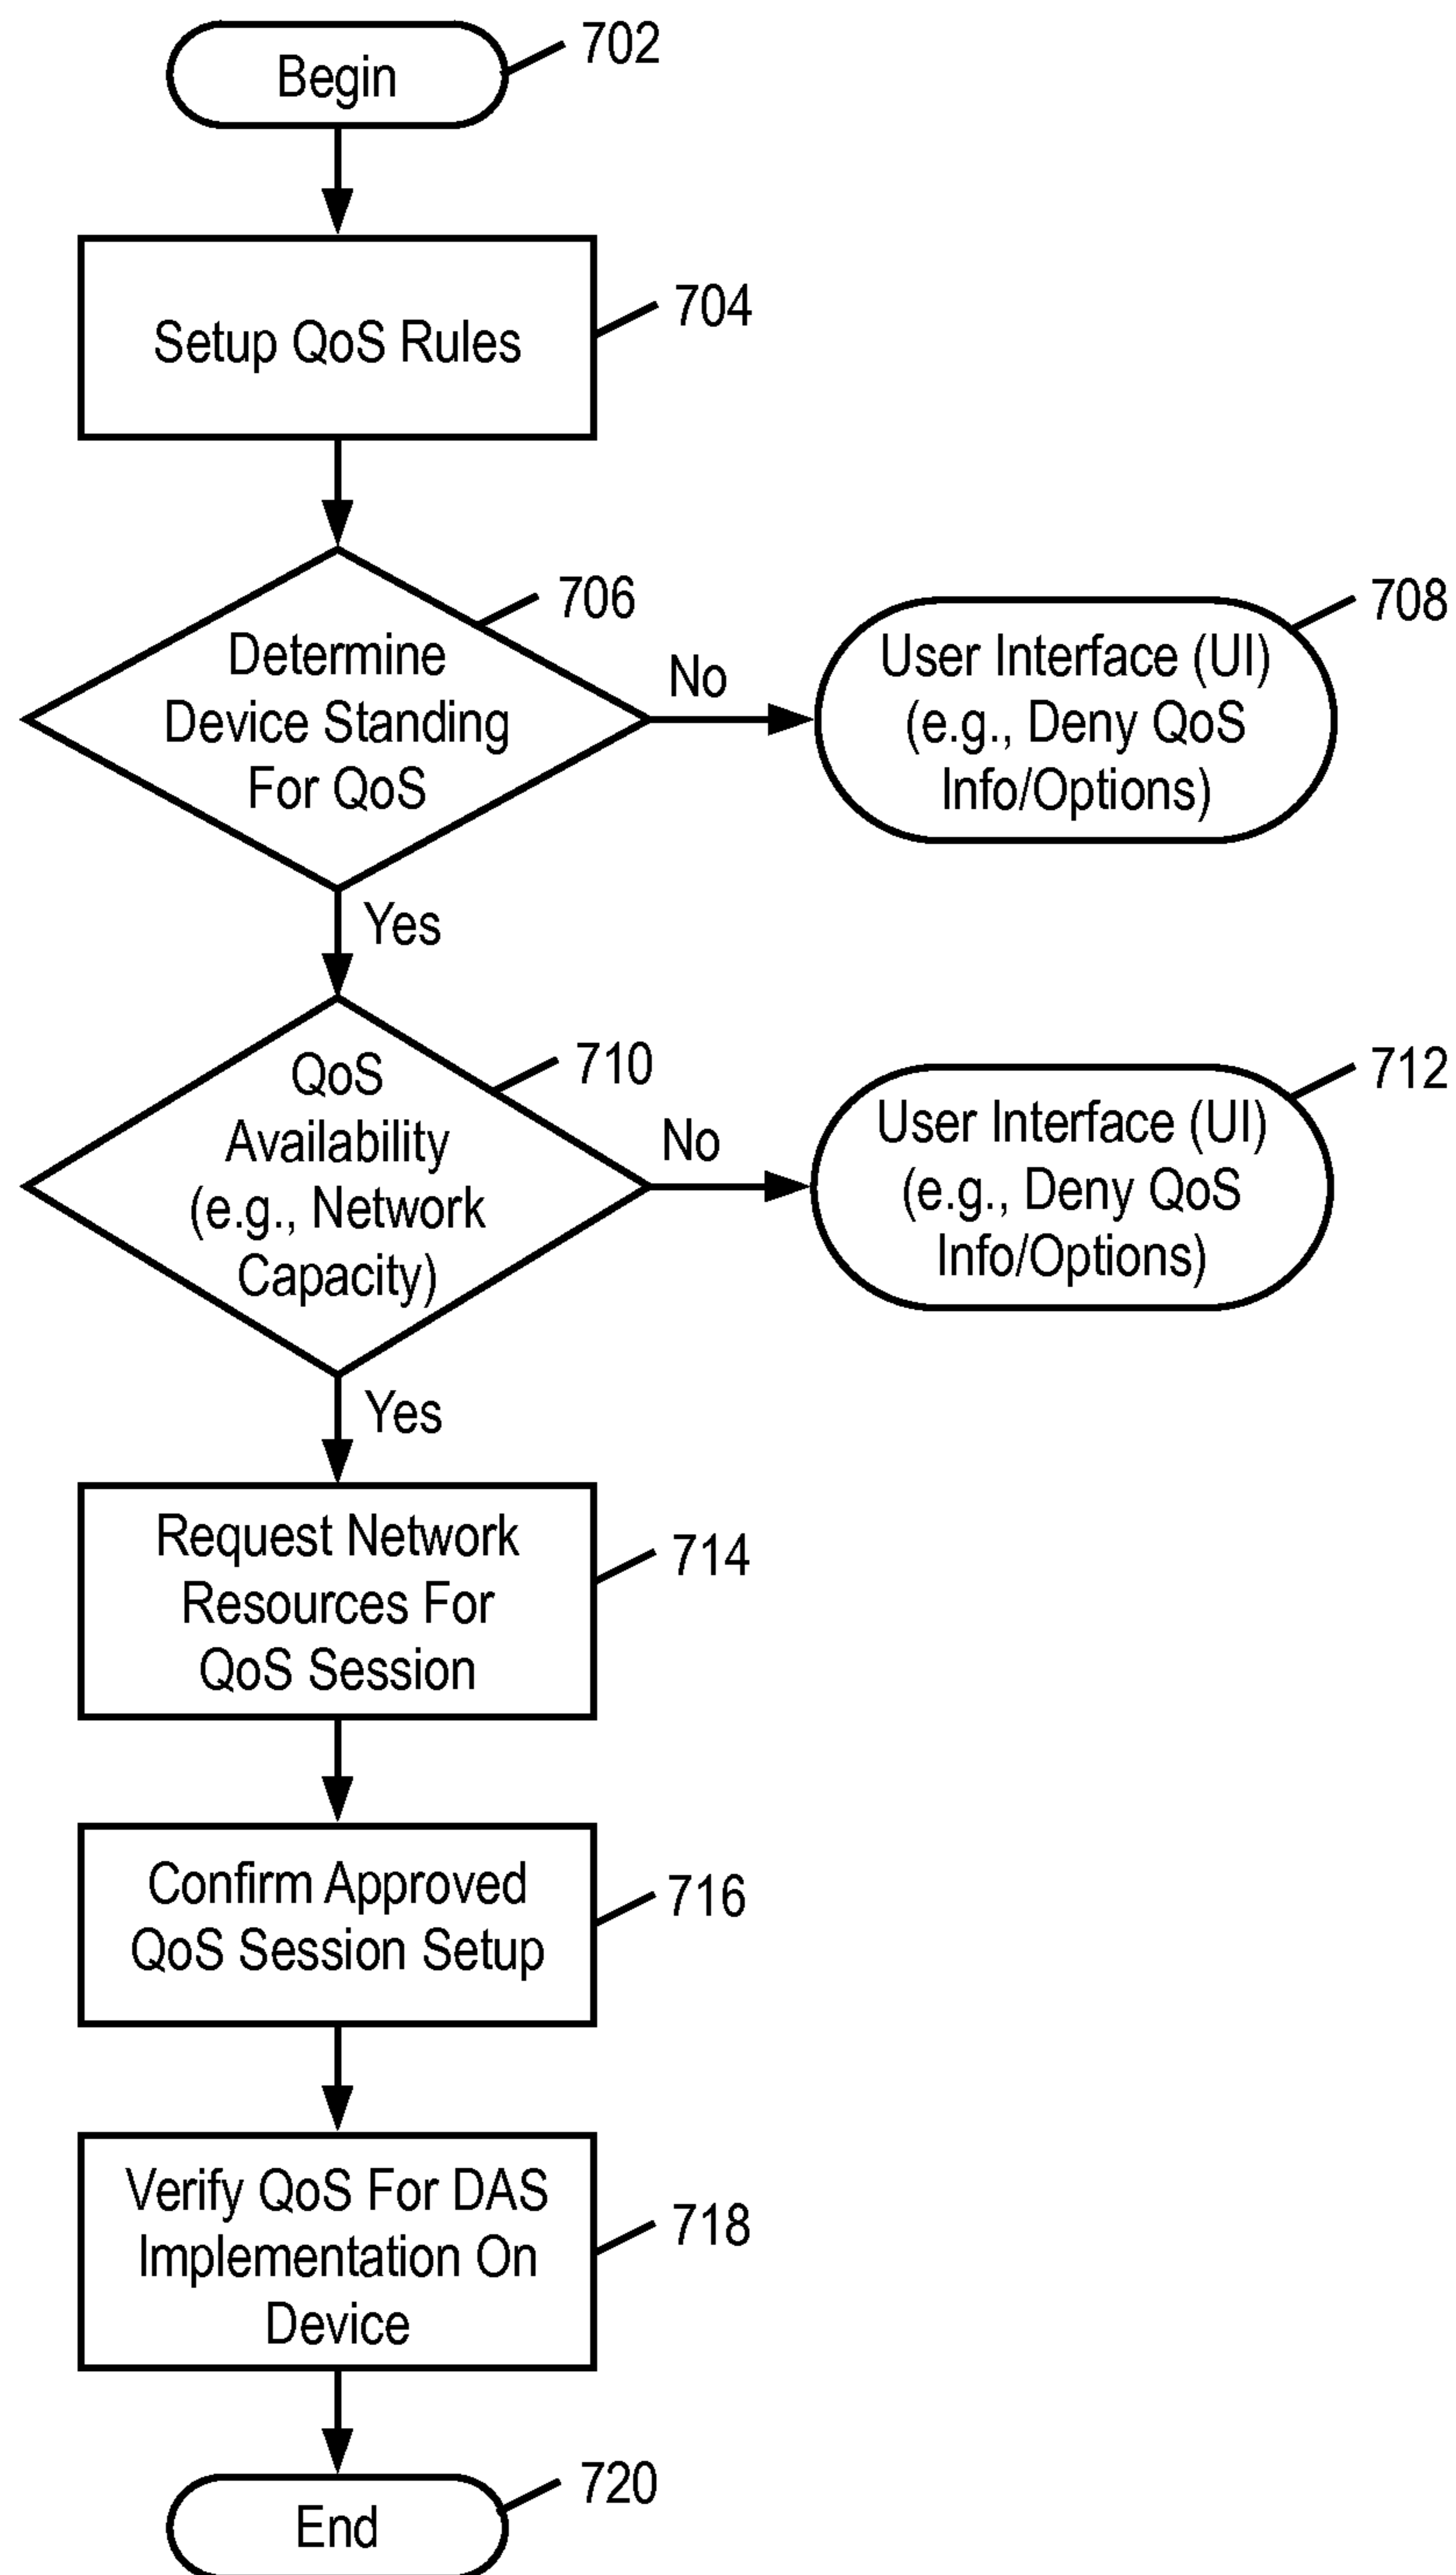 Begin
702
Setup QoS Rules
704
Determine
Device Standing
For QoS
706
No
User Interface (UI)
(e.g., Deny QoS
Info/Options)
708
Yes
QoS
Availability
(e.g., Network
Capacity)
710
No
User Interface (UI)
(e.g., Deny QoS
Info/Options)
712
Yes
Request Network
Resources For
QoS Session
714
Confirm Approved
QoS Session Setup
716
Verify QoS For DAS
Implementation On
Device
718
End
720